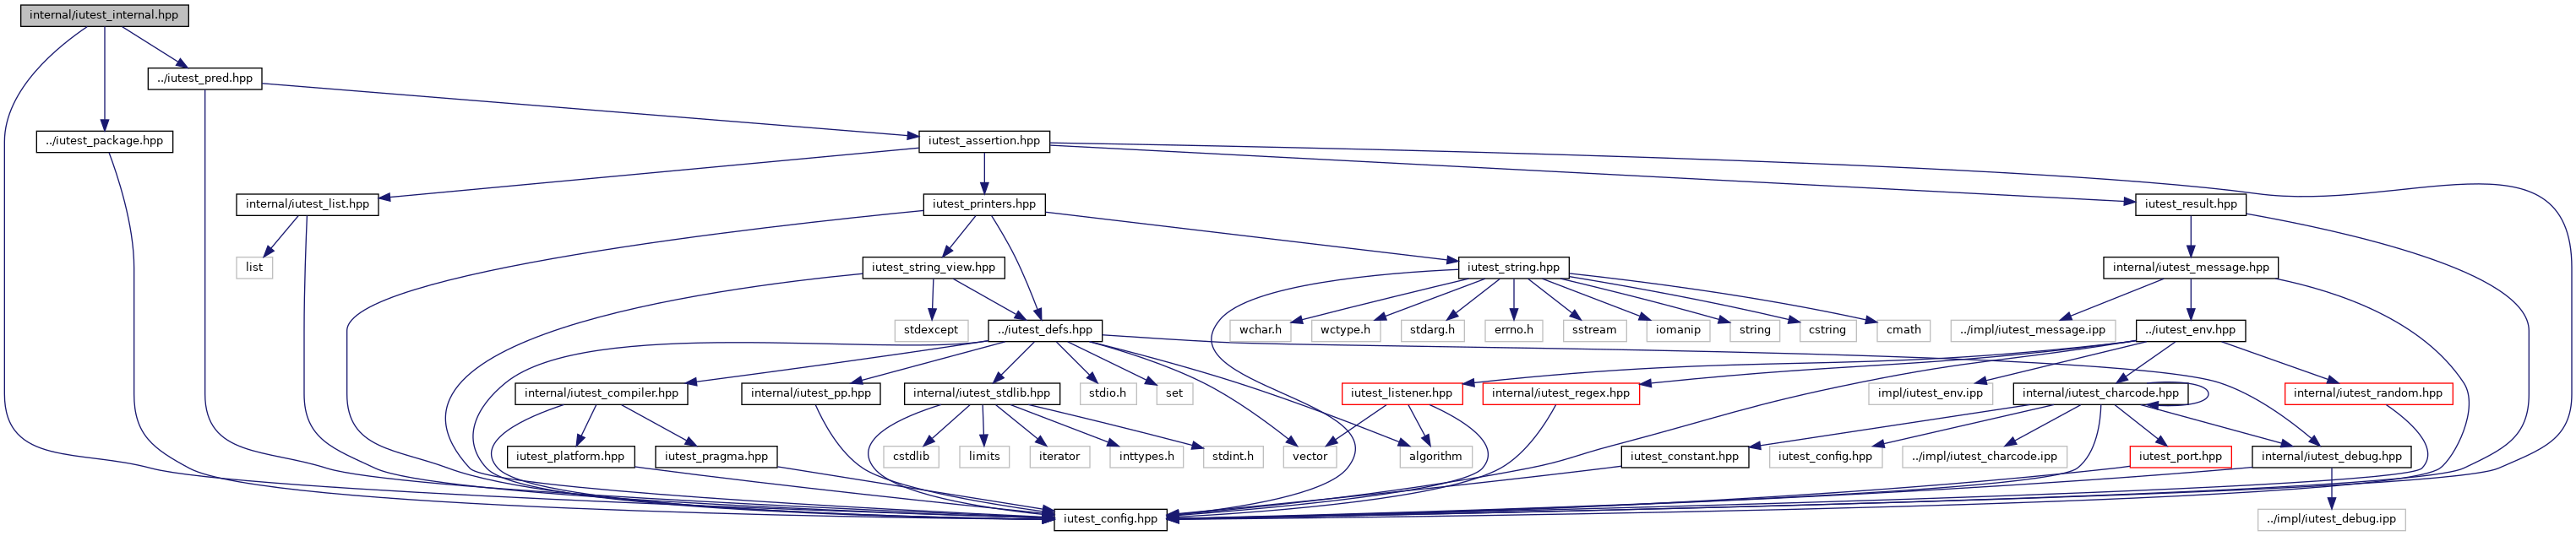 internal/iutest_internal.hpp
../iutest_pred.hpp
../iutest_package.hpp
iutest_assertion.hpp
internal/iutest_list.hpp
iutest_printers.hpp
iutest_result.hpp
list
iutest_string_view.hpp
iutest_string.hpp
internal/iutest_message.hpp
stdexcept
../iutest_defs.hpp
wchar.h
wctype.h
stdarg.h
errno.h
sstream
iomanip
string
cstring
cmath
../impl/iutest_message.ipp
../iutest_env.hpp
internal/iutest_compiler.hpp
internal/iutest_pp.hpp
internal/iutest_stdlib.hpp
stdio.h
set
iutest_listener.hpp
internal/iutest_regex.hpp
impl/iutest_env.ipp
internal/iutest_charcode.hpp
internal/iutest_random.hpp
iutest_platform.hpp
iutest_pragma.hpp
cstdlib
limits
iterator
inttypes.h
stdint.h
vector
algorithm
iutest_constant.hpp
iutest_config.hpp
../impl/iutest_charcode.ipp
iutest_port.hpp
internal/iutest_debug.hpp
iutest_config.hpp
../impl/iutest_debug.ipp